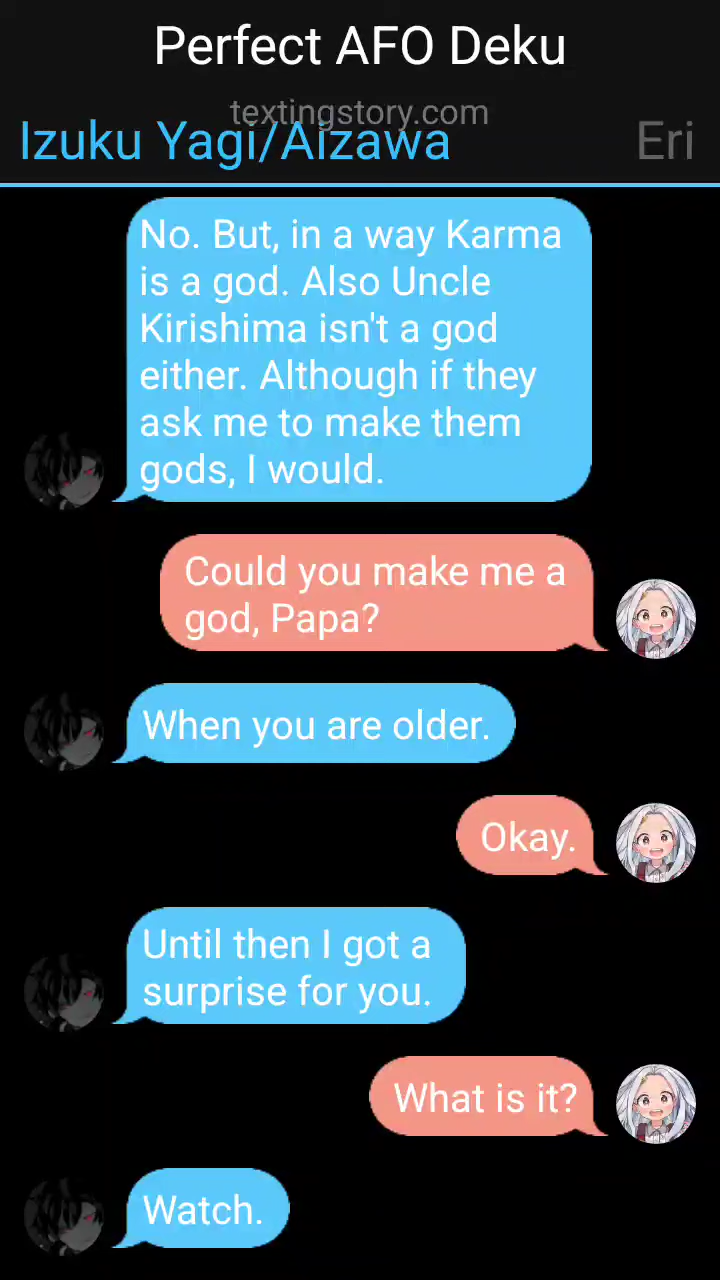 Perfect AFO Deku
textingstory.com
Izuku Yagi/Aizawa
Eri
No. But, in a way Karma
is a god. Also Uncle
Kirishima isn't a god
either. Although if they
ask me to make them
gods, I would.
Could you make me a
god, Papa?
When you are older.
Okay.
Until then I got a
surprise for you.
What is it?
Watch.